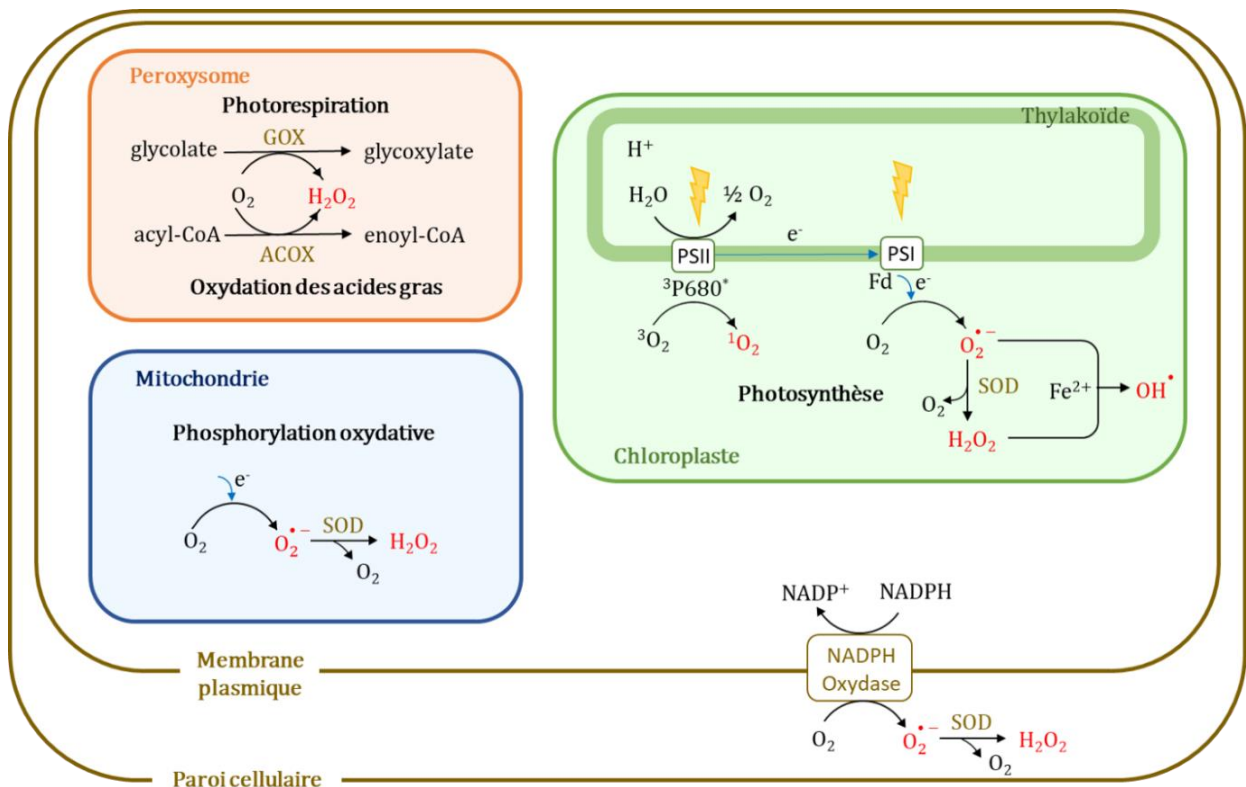 Peroxysome
Photorespiration
GOX
glycolate
glycoxylate
O₂
H₂O₂
acyl-CoA
enoyl-CoA
ACOX
Oxydation des acides gras
Mitochondrie
Phosphorylation oxydative
e⁻
O₂
O₂•⁻
SOD
H₂O₂
O₂
Thylakoïde
H⁺
H₂O
½ O₂
PSII
e⁻
PSI
³P680*
Fd
e⁻
³O₂
¹O₂
O₂
O₂•⁻
Photosynthèse
SOD
Fe²⁺
OH•
O₂
H₂O₂
Chloroplaste
NADP⁺
NADPH
NADPH
Oxydase
O₂
O₂•⁻
SOD
H₂O₂
O₂
Membrane
plasmique
Paroi cellulaire